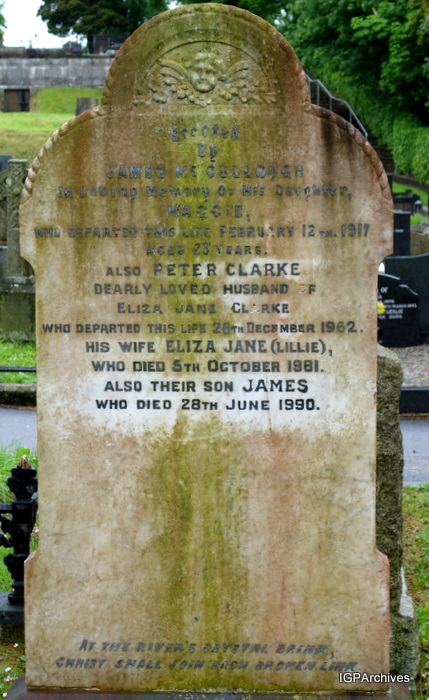 Erected
By
JAMES McCULLOUGH
In Loving Memory Of His Daughter,
MAGGIE,
WHO DEPARTED THIS LIFE FEBRUARY 12TH. 1917
AGED 23 YEARS.
ALSO PETER CLARKE
DEARLY LOVED HUSBAND OF
ELIZA JANE CLARKE
WHO DEPARTED THIS LIFE 26TH DECEMBER 1962.
HIS WIFE ELIZA JANE (LILLIE),
WHO DIED 5TH OCTOBER 1981.
ALSO THEIR SON JAMES
WHO DIED 28TH JUNE 1990.
AT THE RIVER'S CRYSTAL BRINK,
CHRIST SHALL JOIN EACH BROKEN LINK
IGPArchives